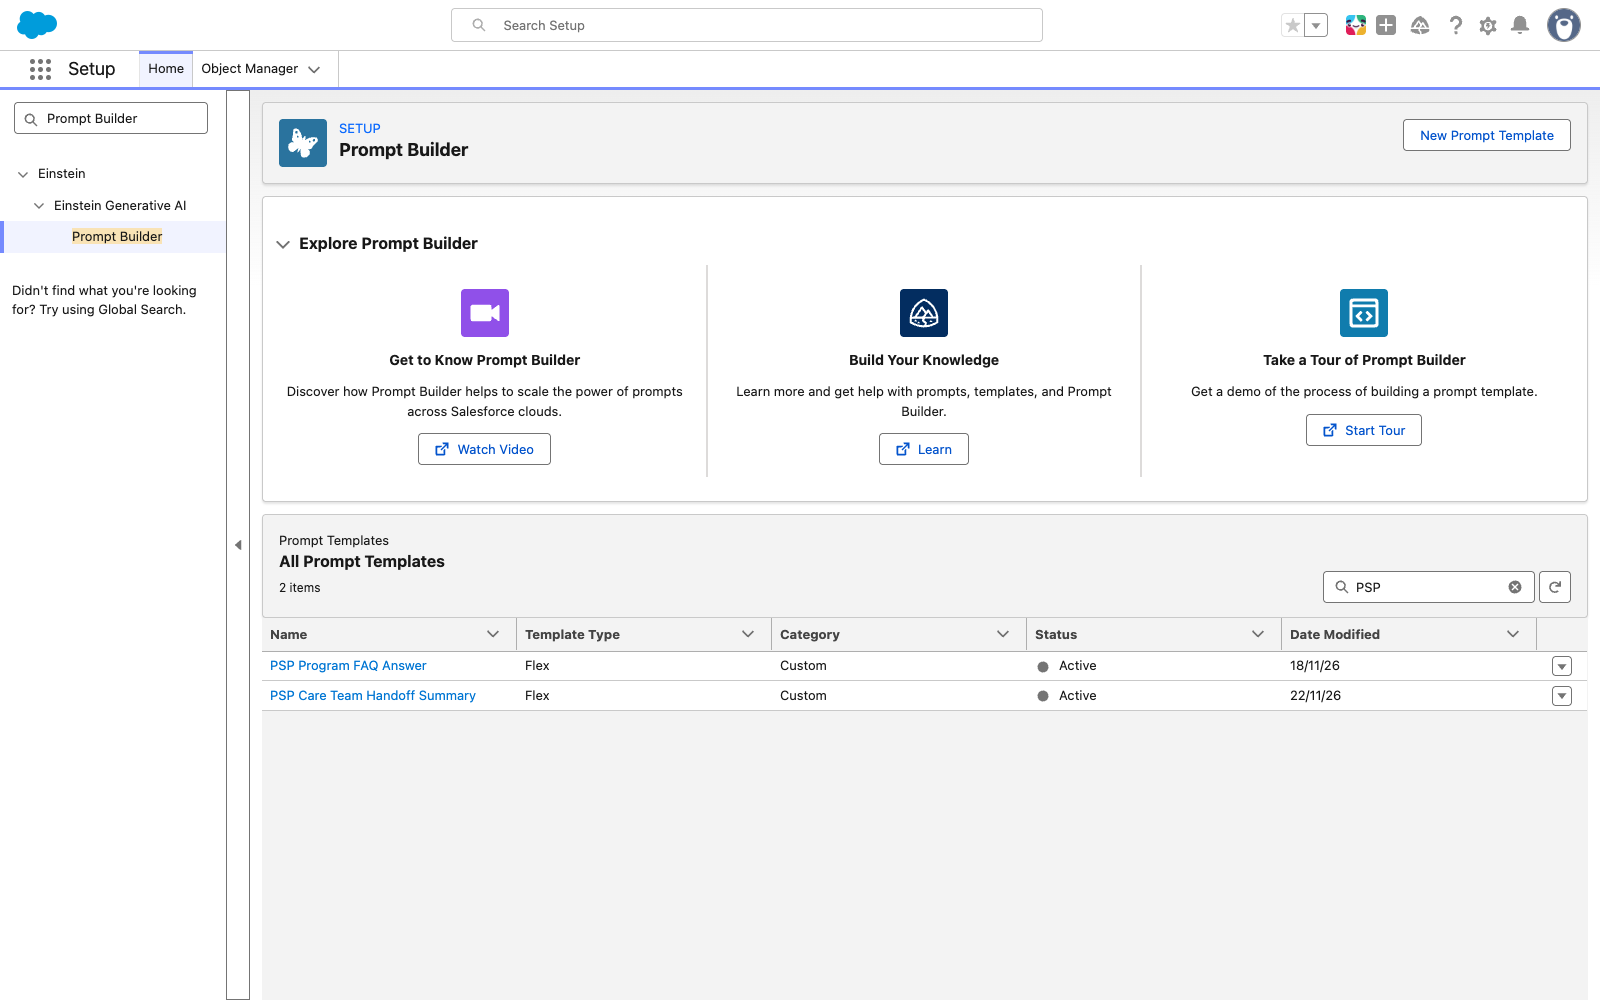 Search Setup
Setup
Home
Object Manager
Prompt Builder
Einstein
Einstein Generative AI
Prompt Builder
Didn't find what you're looking
for? Try using Global Search.
SETUP
Prompt Builder
New Prompt Template
Explore Prompt Builder
Get to Know Prompt Builder
Discover how Prompt Builder helps to scale the power of prompts
across Salesforce clouds.
Watch Video
Build Your Knowledge
Learn more and get help with prompts, templates, and Prompt
Builder.
Learn
Take a Tour of Prompt Builder
Get a demo of the process of building a prompt template.
Start Tour
Prompt Templates
All Prompt Templates
2 items
PSP
Name Template Type Category Status Date Modified
PSP Program FAQ Answer Flex Custom Active 18/11/26
PSP Care Team Handoff Summary Flex Custom Active 22/11/26